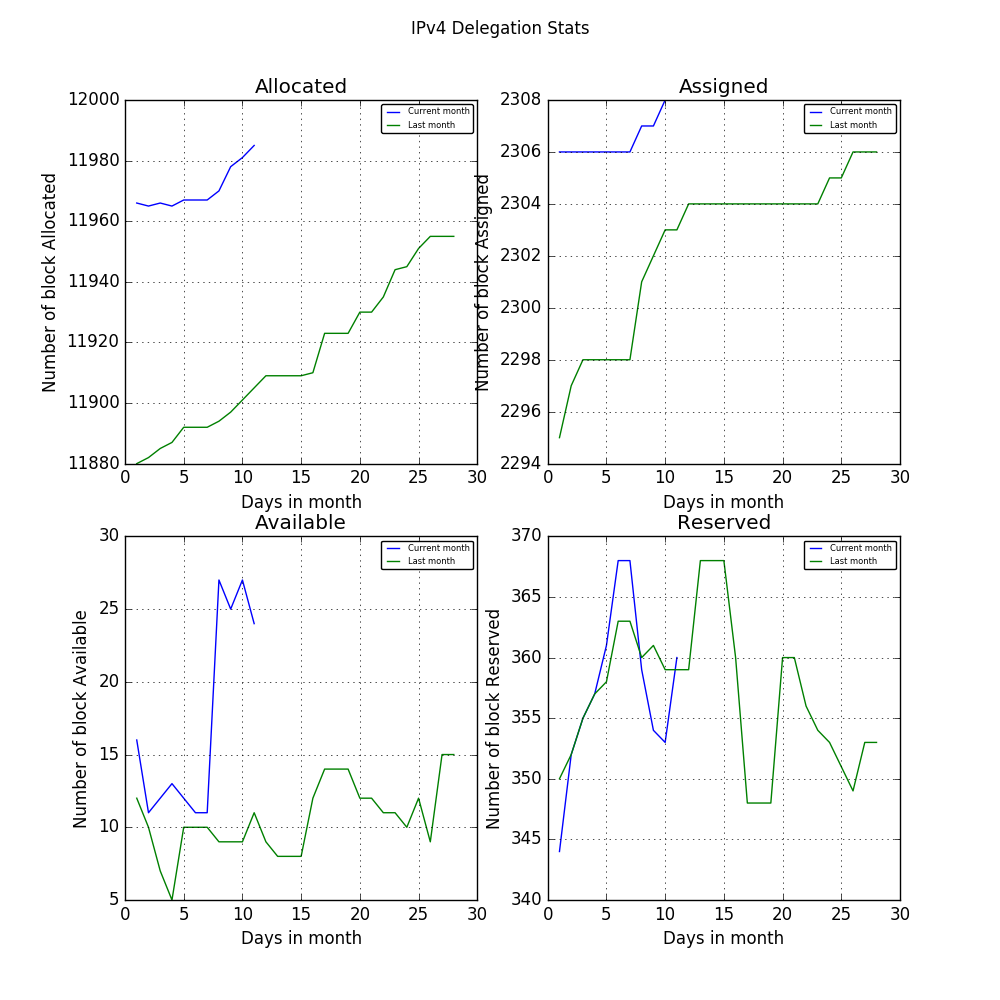 IPv4 Delegation Stats
Allocated
12000
11980
11960
11940
11920
11900
11880
0 5 10 15 20 25 30
Number of block Allocated
Days in month
Current month
Last month
Assigned
2308
2306
2304
2302
2300
2298
2296
2294
0 5 10 15 20 25 30
Number of block Assigned
Days in month
Current month
Last month
Available
30
25
20
15
10
5
0 5 10 15 20 25 30
Number of block Available
Days in month
Current month
Last month
Reserved
370
365
360
355
350
345
340
0 5 10 15 20 25 30
Number of block Reserved
Days in month
Current month
Last month